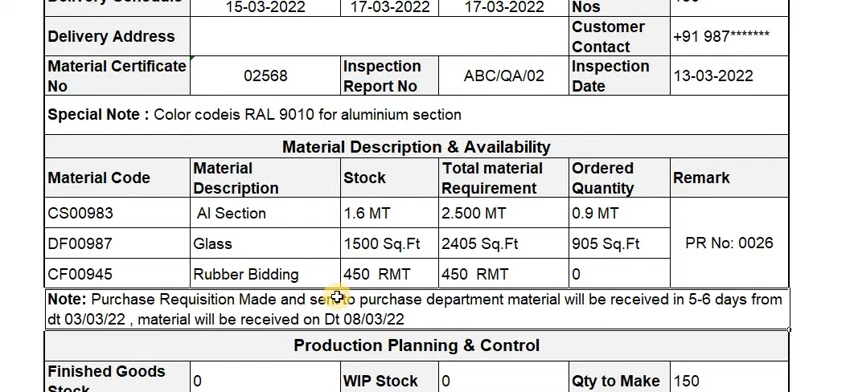 15-03-2022 17-03-2022 17-03-2022 Nos
Delivery Address Customer Contact +91 987*******
Material Certificate No 02568 Inspection Report No ABC/QA/02 Inspection Date 13-03-2022
Special Note : Color codeis RAL 9010 for aluminium section
Material Description & Availability
Material Code Material Description Stock Total material Requirement Ordered Quantity Remark
CS00983 Al Section 1.6 MT 2.500 MT 0.9 MT
DF00987 Glass 1500 Sq.Ft 2405 Sq.Ft 905 Sq.Ft PR No: 0026
CF00945 Rubber Bidding 450 RMT 450 RMT 0
Note: Purchase Requisition Made and sent to purchase department material will be received in 5-6 days from
dt 03/03/22 , material will be received on Dt 08/03/22
Production Planning & Control
Finished Goods Stock 0 WIP Stock 0 Qty to Make 150